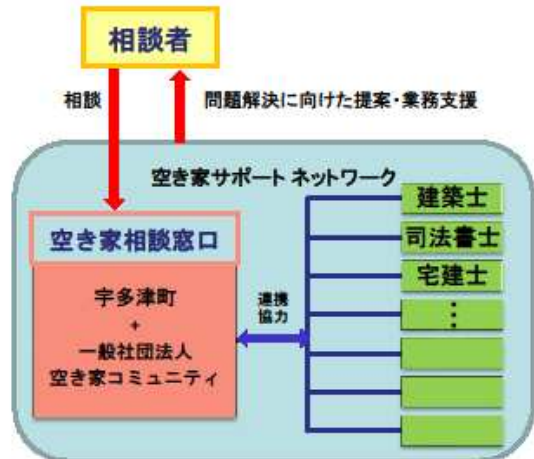 相談者
相談
問題解決に向けた提案・業務支援
空き家サポート ネットワーク
空き家相談窓口
宇多津町
+
一般社団法人
空き家コミュニティ
連携
協力
建築士
司法書士
宅建士
⋮